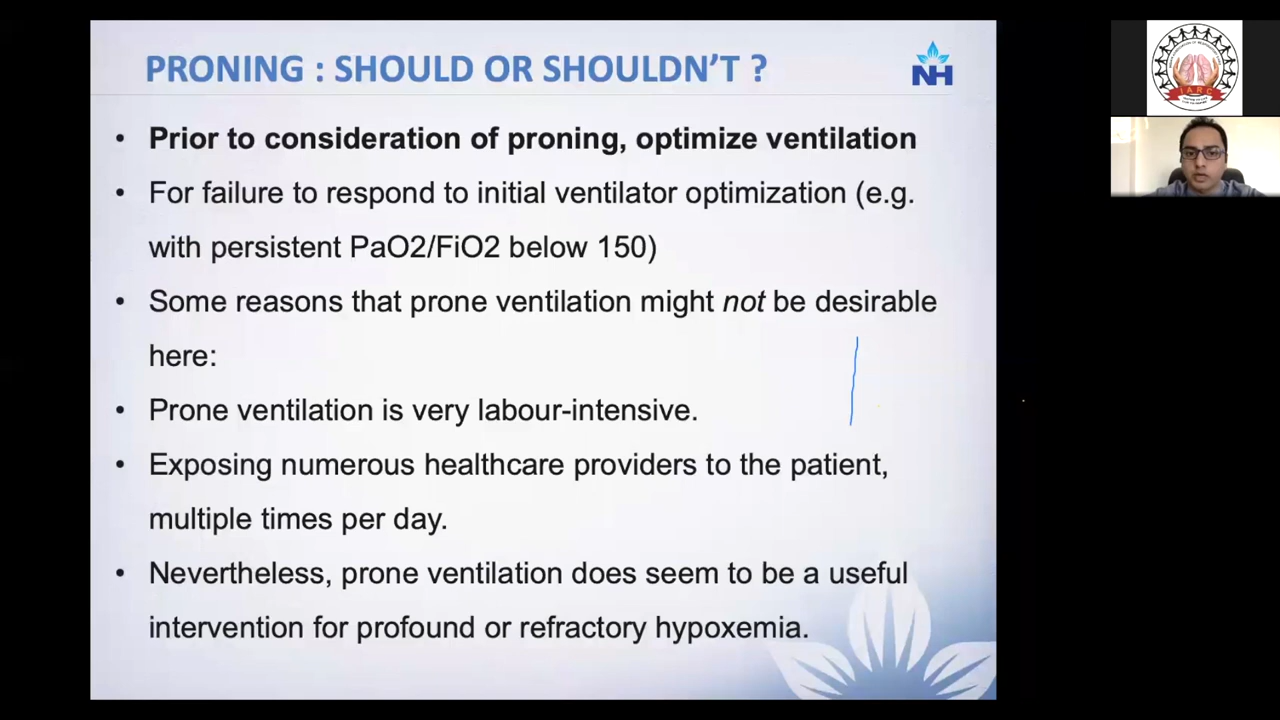 PRONING : SHOULD OR SHOULDN'T ?
NH
• Prior to consideration of proning, optimize ventilation
• For failure to respond to initial ventilator optimization (e.g.
with persistent PaO2/FiO2 below 150)
• Some reasons that prone ventilation might not be desirable
here:
• Prone ventilation is very labour-intensive.
• Exposing numerous healthcare providers to the patient,
multiple times per day.
• Nevertheless, prone ventilation does seem to be a useful
intervention for profound or refractory hypoxemia.
IARC